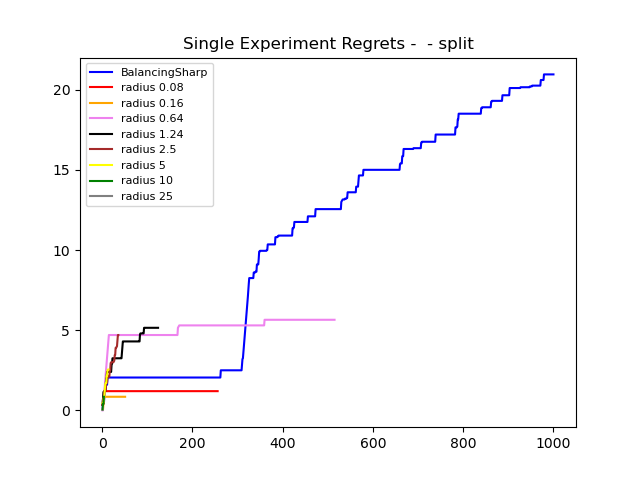 Single Experiment Regrets -  - split
BalancingSharp
radius 0.08
radius 0.16
radius 0.64
radius 1.24
radius 2.5
radius 5
radius 10
radius 25
20
15
10
5
0
0 200 400 600 800 1000